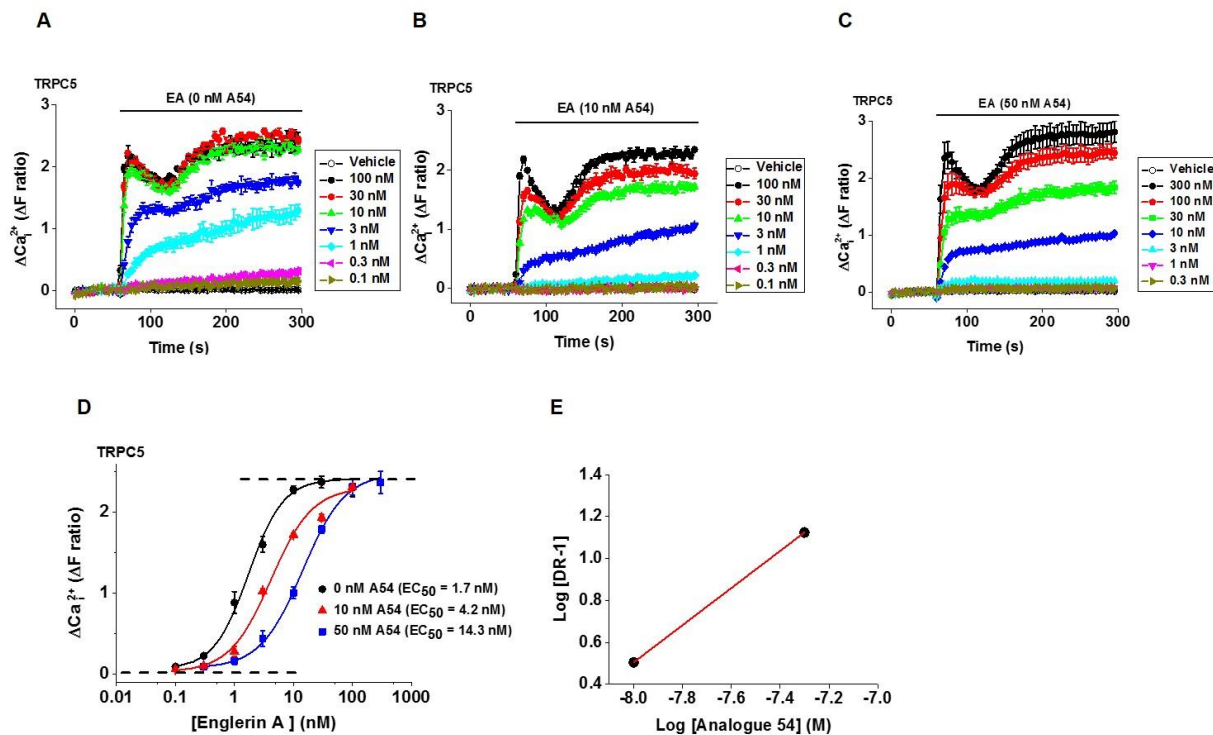 A
TRPC5
EA (0 nM A54)
ΔCa²⁺ᵢ (ΔF ratio)
3
2
1
0
0 100 200 300
Time (s)
Vehicle
100 nM
30 nM
10 nM
3 nM
1 nM
0.3 nM
0.1 nM
B
TRPC5
EA (10 nM A54)
ΔCa²⁺ᵢ (ΔF ratio)
3
2
1
0
0 100 200 300
Time (s)
Vehicle
100 nM
30 nM
10 nM
3 nM
1 nM
0.3 nM
0.1 nM
C
TRPC5
EA (50 nM A54)
ΔCa²⁺ᵢ (ΔF ratio)
3
2
1
0
0 100 200 300
Time (s)
Vehicle
300 nM
100 nM
30 nM
10 nM
3 nM
1 nM
0.3 nM
D
TRPC5
ΔCa²⁺ᵢ (ΔF ratio)
2
1
0
0 nM A54 (EC50 = 1.7 nM)
10 nM A54 (EC50 = 4.2 nM)
50 nM A54 (EC50 = 14.3 nM)
0.01 0.1 1 10 100 1000
[Englerin A ] (nM)
E
Log [DR-1]
1.4
1.2
1.0
0.8
0.6
0.4
-8.0 -7.8 -7.6 -7.4 -7.2 -7.0
Log [Analogue 54] (M)